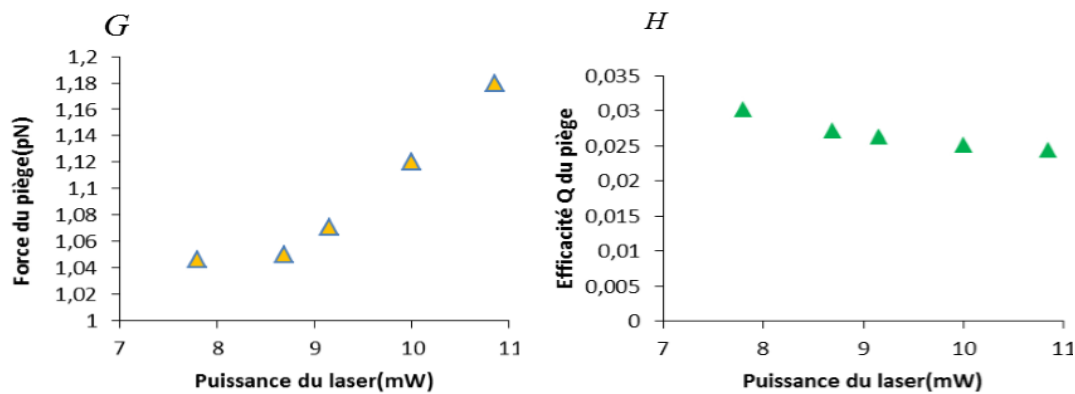 G
Force du piège(pN)
1,2
1,18
1,16
1,14
1,12
1,1
1,08
1,06
1,04
1,02
1
7 8 9 10 11
Puissance du laser(mW)
H
Efficacité Q du piège
0,035
0,03
0,025
0,02
0,015
0,01
0,005
0
7 8 9 10 11
Puissance du laser(mW)